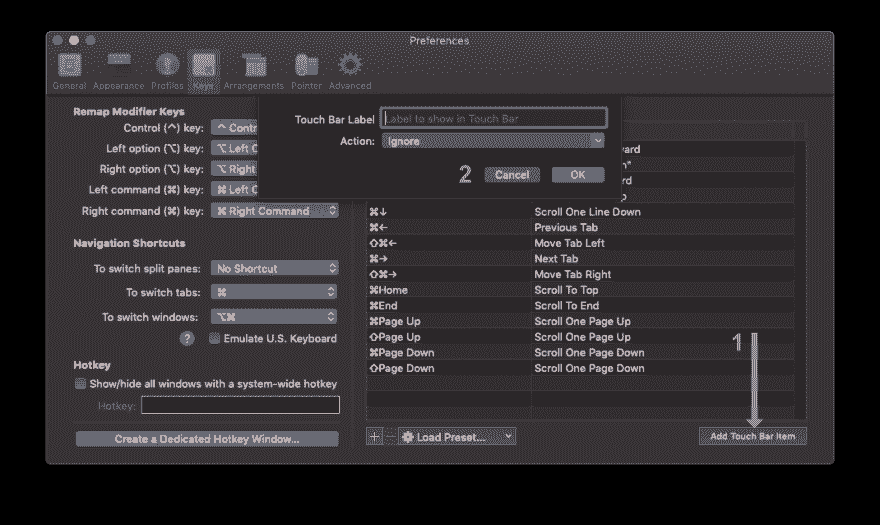 Preferences
General Appearance Profiles Keys Arrangements Pointer Advanced
Remap Modifier Keys
Control (^) key: ^ Contr
Left option (⌥) key: ⌥ Left C
Right option (⌥) key: ⌥ Right
Left command (⌘) key: ⌘ Left C
Right command (⌘) key: ⌘ Right Command
Navigation Shortcuts
To switch split panes: No Shortcut
To switch tabs: ⌘
To switch windows: ⌥⌘
? Emulate U.S. Keyboard
Hotkey
Show/hide all windows with a system-wide hotkey
Hotkey:
Create a Dedicated Hotkey Window...
Touch Bar Label Label to show in Touch Bar
Action: Ignore
2 Cancel OK
⌘↓ Scroll One Line Down
⌘← Previous Tab
⇧⌘← Move Tab Left
⌘→ Next Tab
⇧⌘→ Move Tab Right
⌘Home Scroll To Top
⌘End Scroll To End
⌘Page Up Scroll One Page Up
⇧Page Up Scroll One Page Up
⌘Page Down Scroll One Page Down
⇧Page Down Scroll One Page Down
1
+ − Load Preset...
Add Touch Bar Item